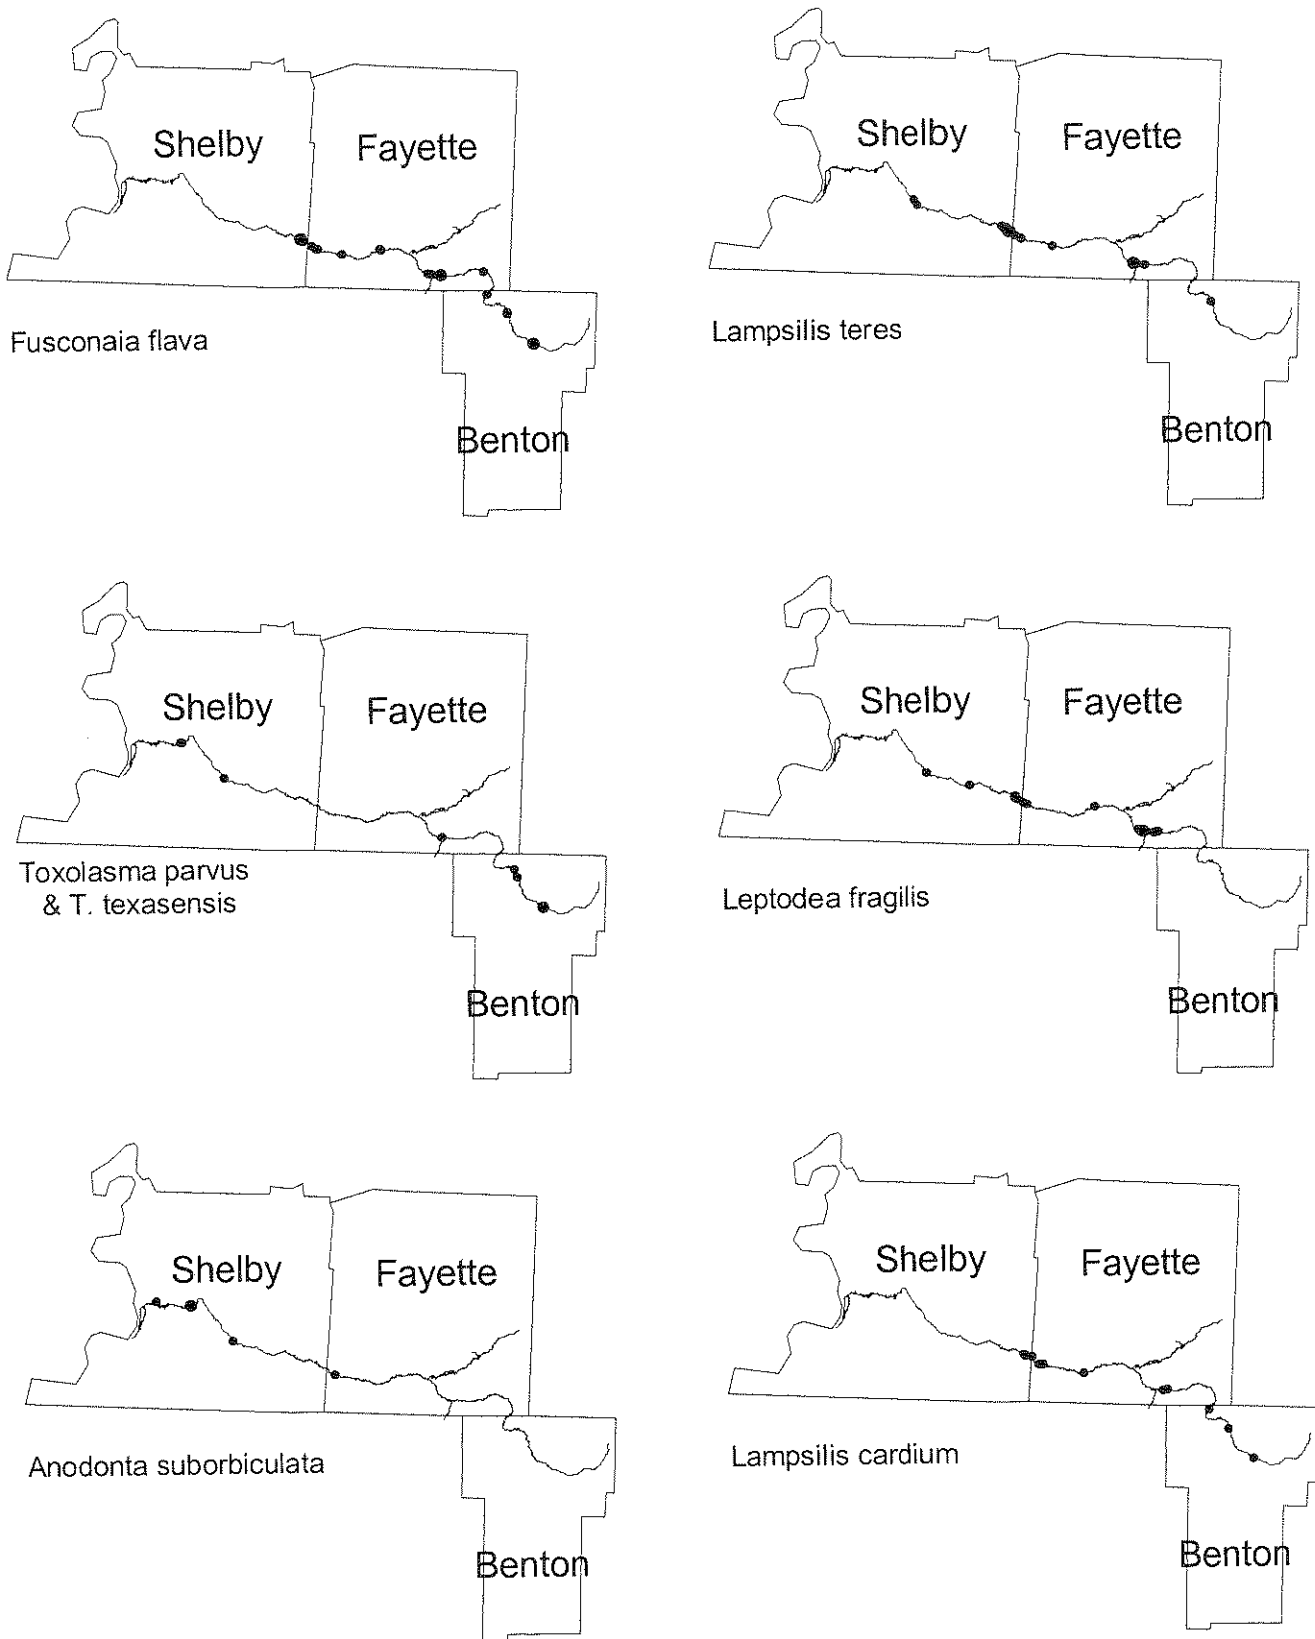 Shelby
Fayette
Benton
Fusconaia flava
Shelby
Fayette
Benton
Lampsilis teres
Shelby
Fayette
Benton
Toxolasma parvus
& T. texasensis
Shelby
Fayette
Benton
Leptodea fragilis
Shelby
Fayette
Benton
Anodonta suborbiculata
Shelby
Fayette
Benton
Lampsilis cardium